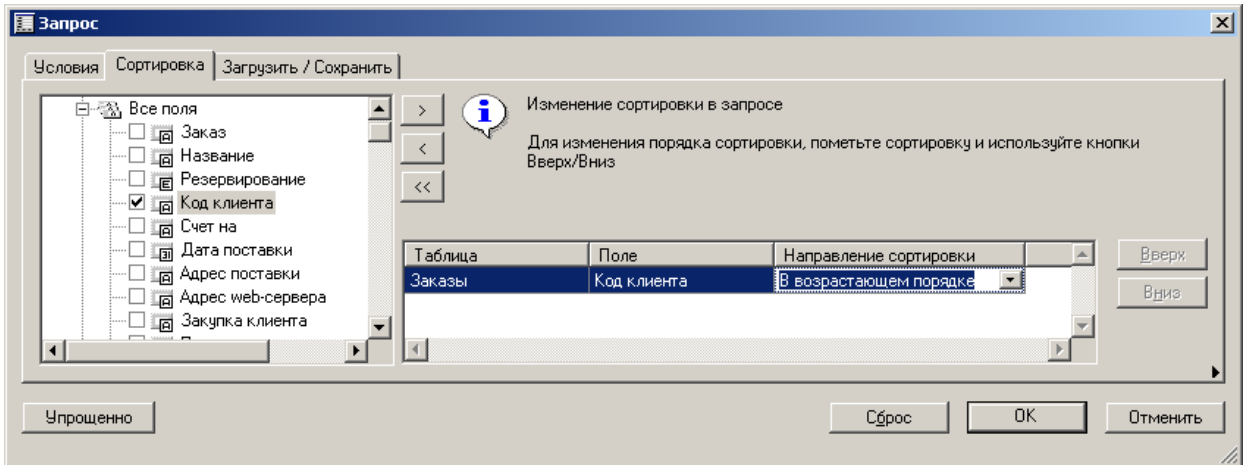 Запрос
Условия
Сортировка
Загрузить / Сохранить
Все поля
Заказ
Название
Резервирование
Код клиента
Счет на
Дата поставки
Адрес поставки
Адрес web-сервера
Закупка клиента
>
<
<<
Изменение сортировки в запросе
Для изменения порядка сортировки, пометьте сортировку и используйте кнопки
Вверх/Вниз
Таблица Поле Направление сортировки
Заказы Код клиента В возрастающем порядке
Вверх
Вниз
Упрощенно
Сброс
ОК
Отменить